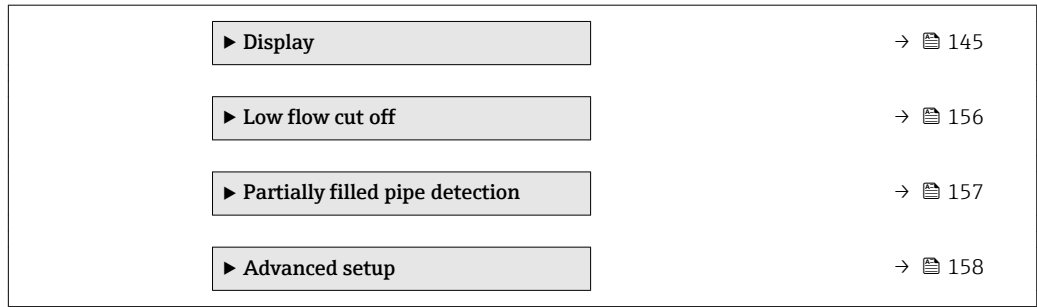 ▶ Display → 145
▶ Low flow cut off → 156
▶ Partially filled pipe detection → 157
▶ Advanced setup → 158